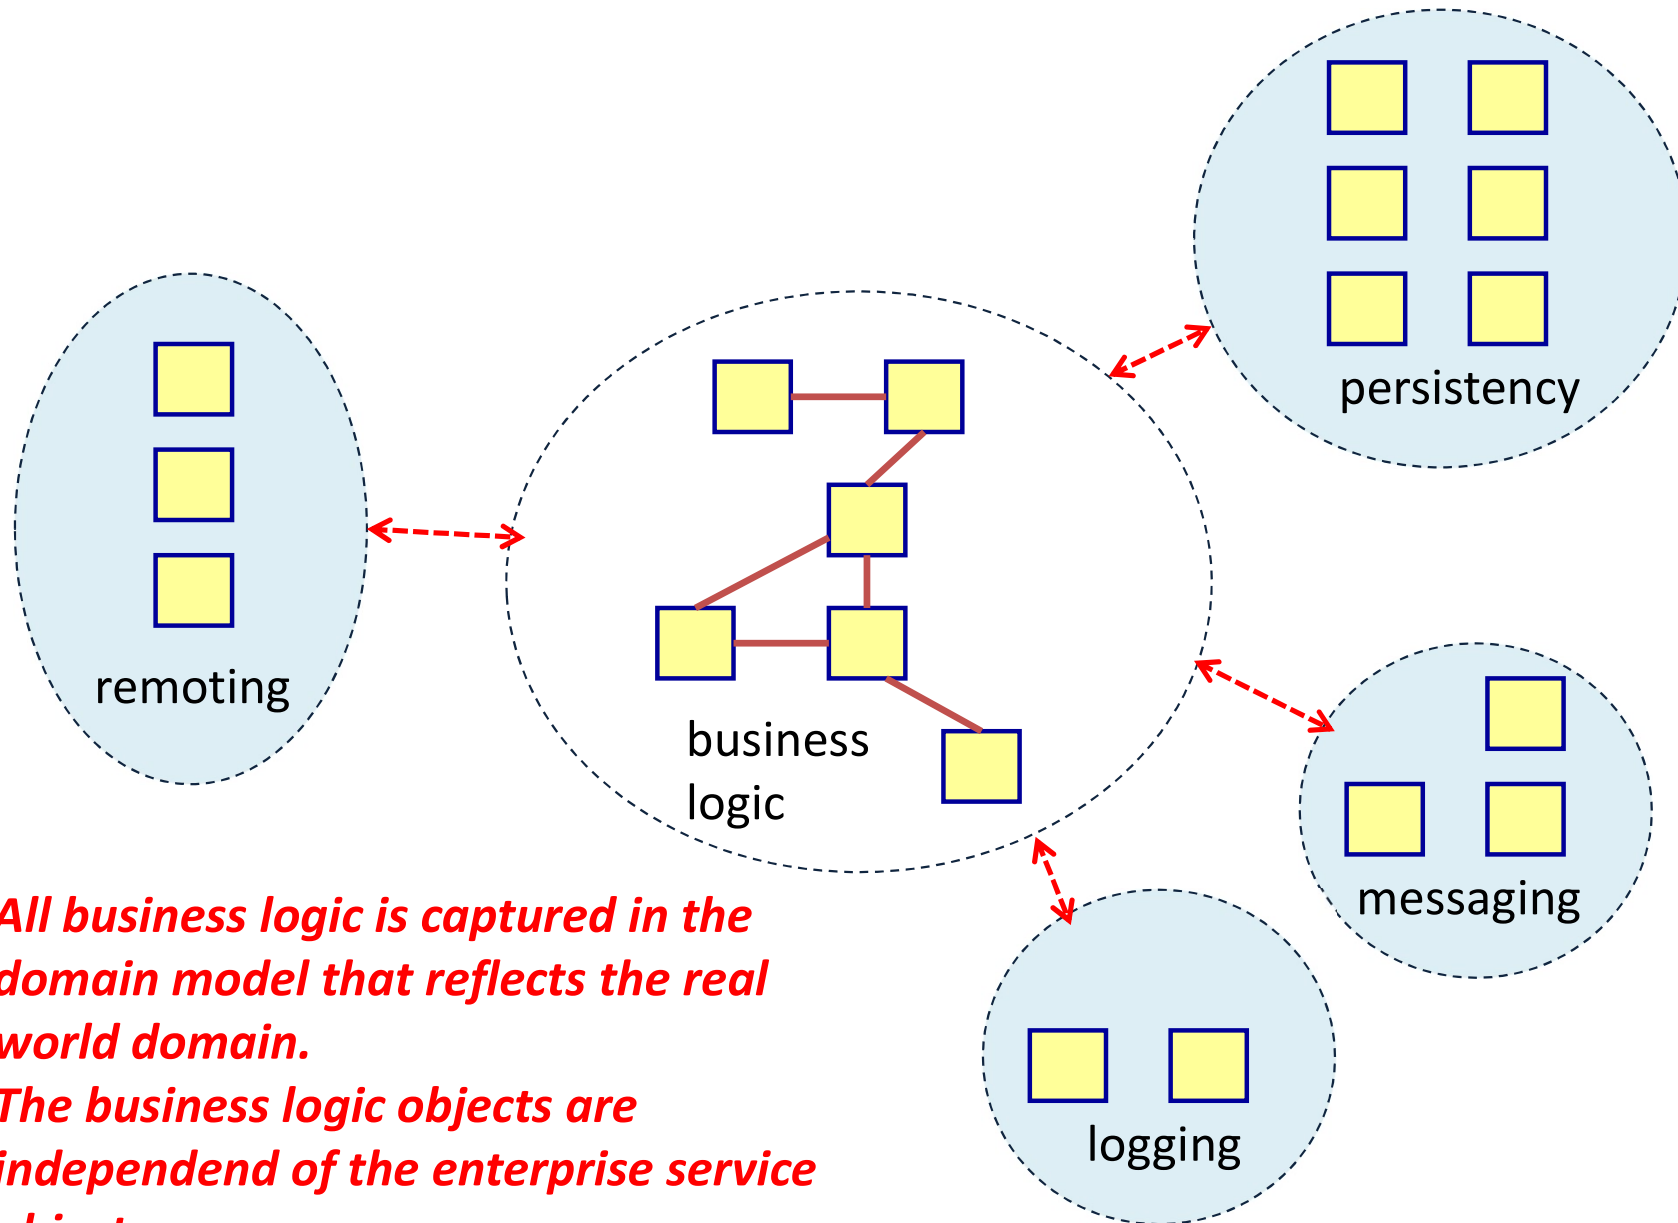 persistency
remoting
business
logic
messaging
logging
All business logic is captured in the
domain model that reflects the real
world domain.
The business logic objects are
independend of the enterprise service